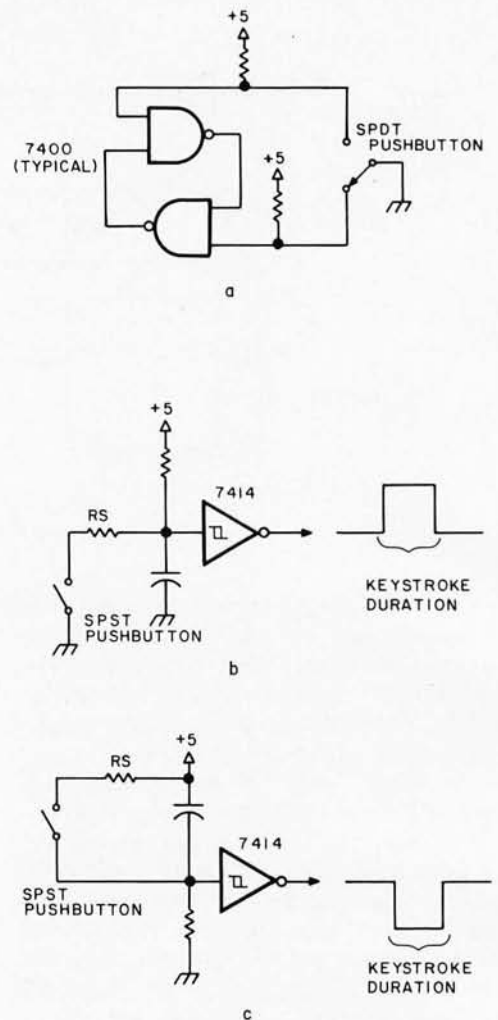 +5
SPDT
PUSHBUTTON
7400
(TYPICAL)
+5
a
+5
7414
RS
SPST
PUSHBUTTON
KEYSTROKE
DURATION
b
+5
RS
7414
SPST
PUSHBUTTON
KEYSTROKE
DURATION
c